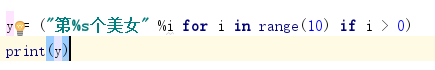 y = ("第%s个美女" %i for i in range(10) if i > 0)
print(y)